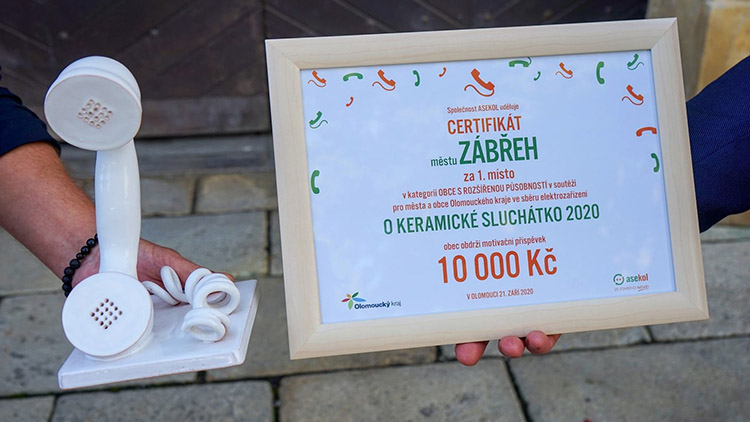 Společnost ASEKOL uděluje
CERTIFIKÁT
městu ZÁBŘEH
za 1. místo
v kategorii OBCE S ROZŠÍŘENOU PŮSOBNOSTÍ v soutěži
pro města a obce Olomouckého kraje ve sběru elektrozařízení
O KERAMICKÉ SLUCHÁTKO 2020
obec obdrží motivační příspěvek
10 000 Kč
V OLOMOUCI 21. ZÁŘÍ 2020
Olomoucký kraj
asekol